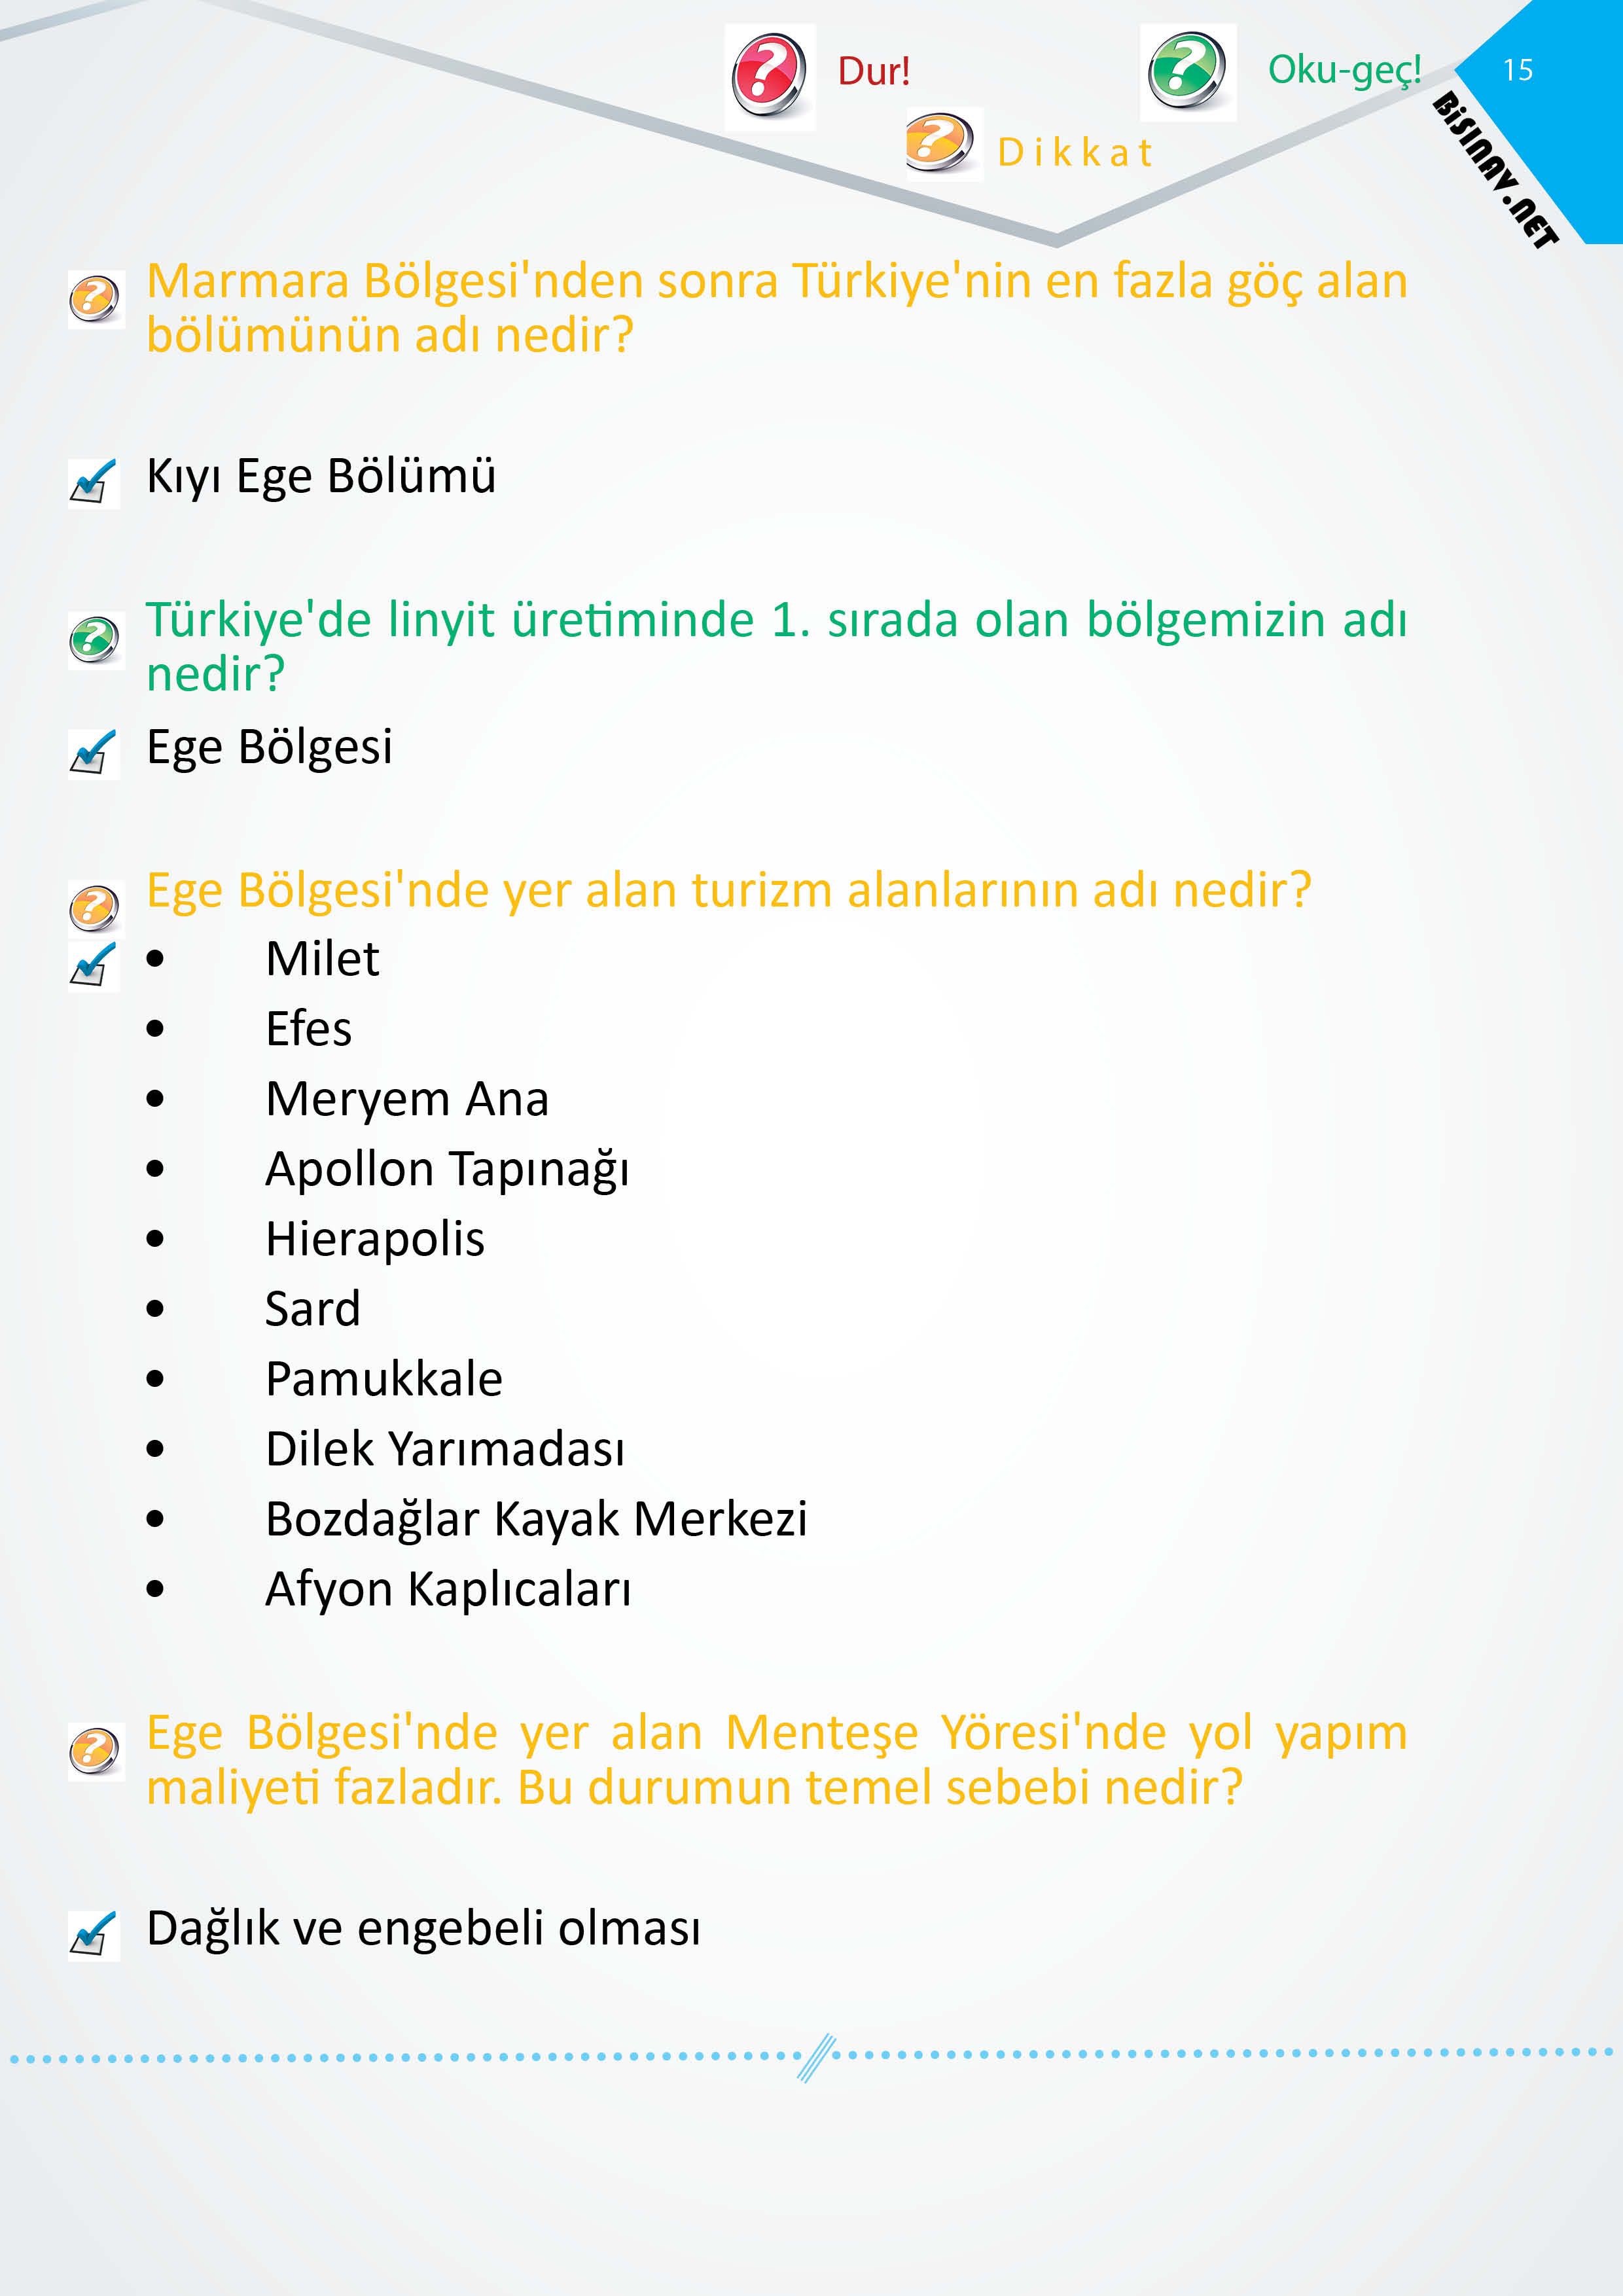 Dur!
Oku-geç!
15
Dikkat
BiSINAV.NET
Marmara Bölgesi'nden sonra Türkiye'nin en fazla göç alan
bölümünün adı nedir?
Kıyı Ege Bölümü
Türkiye'de linyit üretiminde 1. sırada olan bölgemizin adı
nedir?
Ege Bölgesi
Ege Bölgesi'nde yer alan turizm alanlarının adı nedir?
• Milet
• Efes
• Meryem Ana
• Apollon Tapınağı
• Hierapolis
• Sard
• Pamukkale
• Dilek Yarımadası
• Bozdağlar Kayak Merkezi
• Afyon Kaplıcaları
Ege Bölgesi'nde yer alan Menteşe Yöresi'nde yol yapım
maliyeti fazladır. Bu durumun temel sebebi nedir?
Dağlık ve engebeli olması